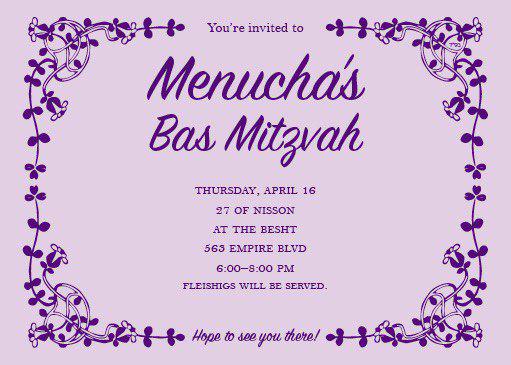 בס"ד
You're invited to
Menucha's
Bas Mitzvah
THURSDAY, APRIL 16
27 OF NISSON
AT THE BESHT
563 EMPIRE BLVD
6:00–8:00 PM
FLEISHIGS WILL BE SERVED.
Hope to see you there!